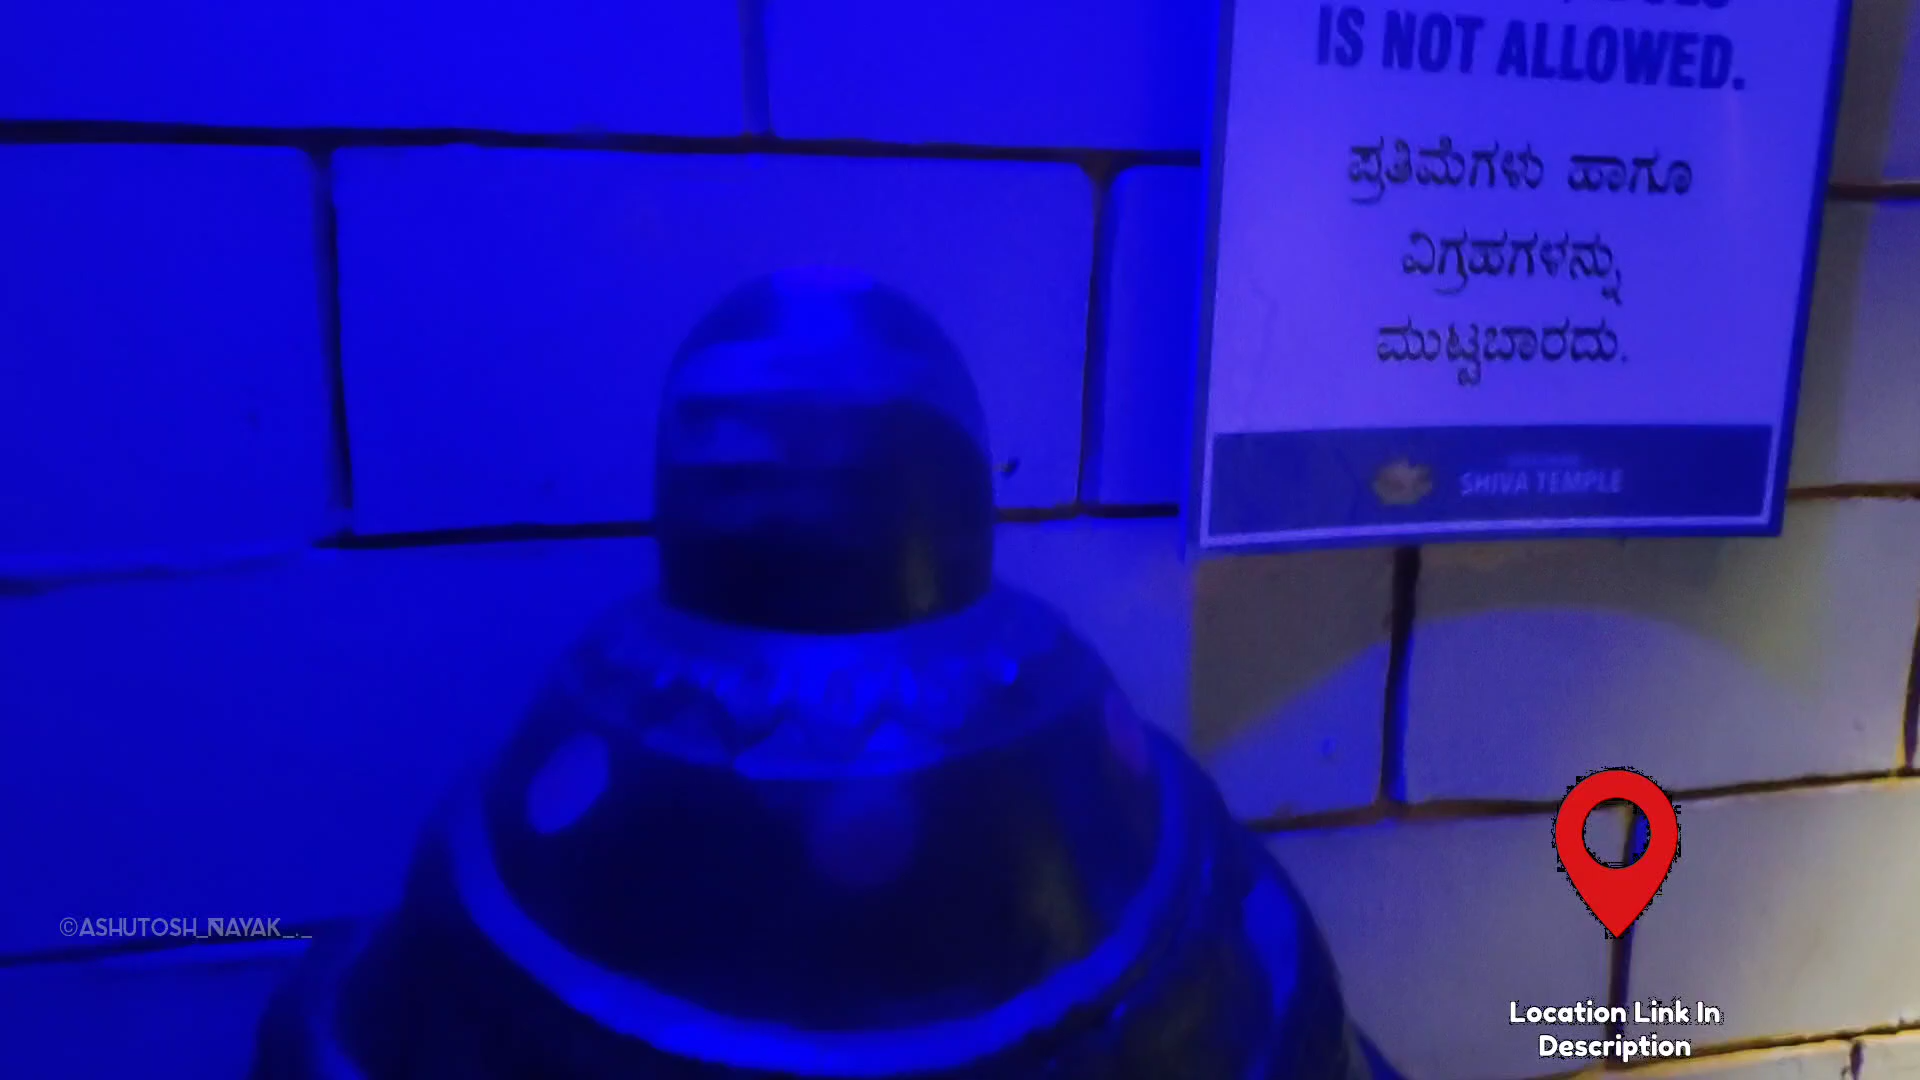 IS NOT ALLOWED.
ಪ್ರತಿಮೆಗಳು ಹಾಗೂ
ವಿಗ್ರಹಗಳನ್ನು
ಮುಟ್ಟಬಾರದು.
SHIVA TEMPLE
©ASHUTOSH_NAYAK_._
Location Link In
Description